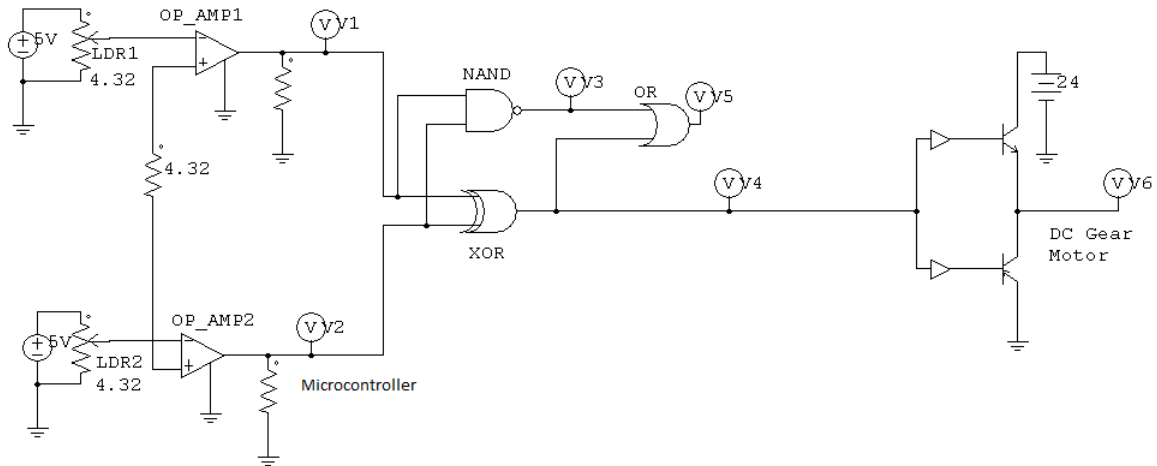 OP_AMP1
V V1
5V
LDR1
4.32
NAND
V V3
OR
V V5
24
4.32
V V4
V V6
XOR
DC Gear
Motor
OP_AMP2
V V2
5V
LDR2
4.32
Microcontroller